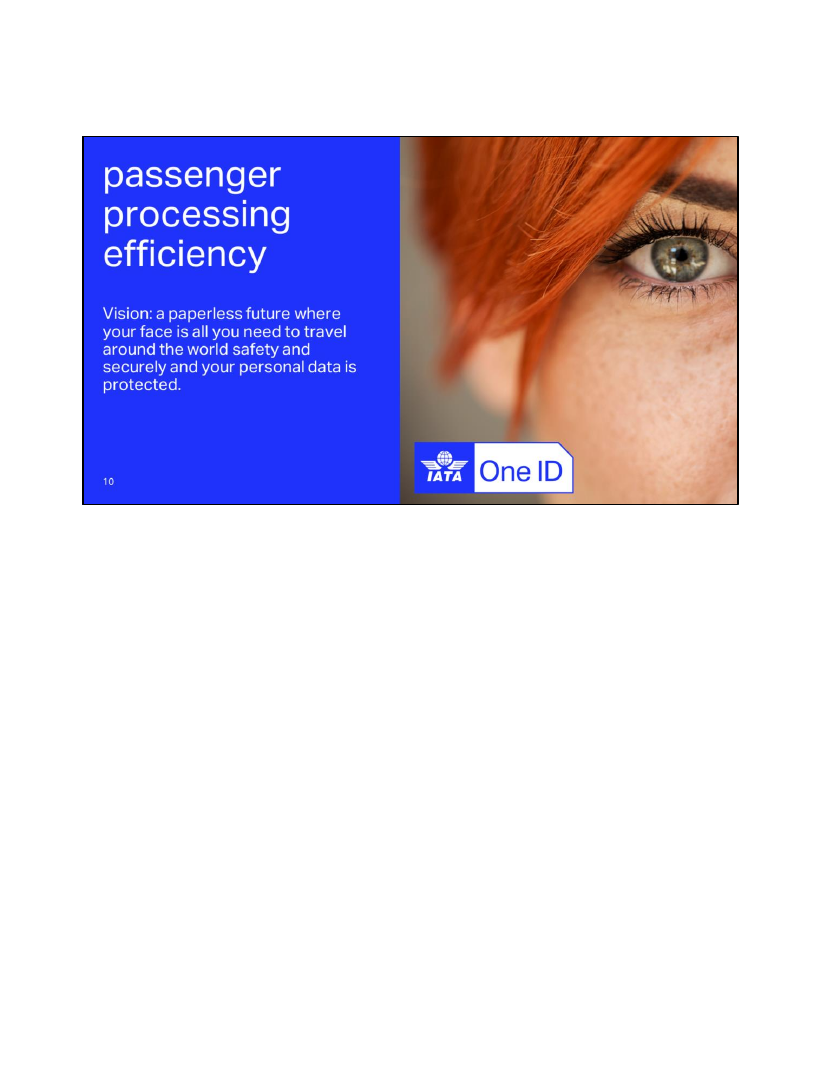 passenger
processing
efficiency
Vision: a paperless future where
your face is all you need to travel
around the world safety and
securely and your personal data is
protected.
10
IATA
One ID